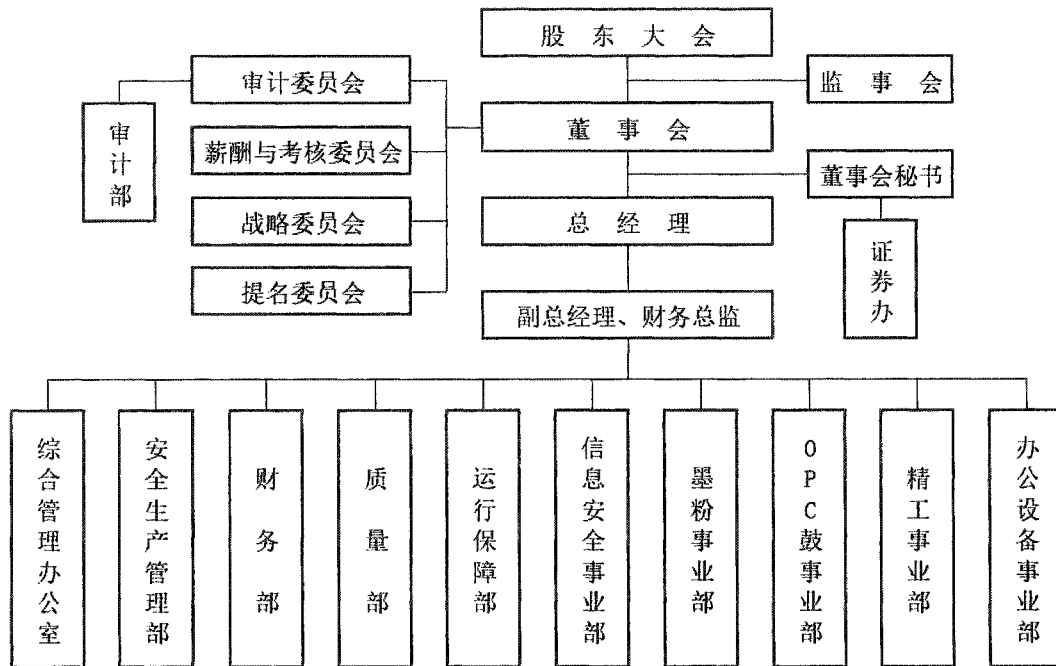 股东大会
审计委员会
监事会
审计部
董事会
薪酬与考核委员会
董事会秘书
战略委员会
总经理
证券办
提名委员会
副总经理、财务总监
综合管理办公室
安全生产管理部
财务部
质量部
运行保障部
信息安全事业部
墨粉事业部
OPC鼓事业部
精工事业部
办公设备事业部